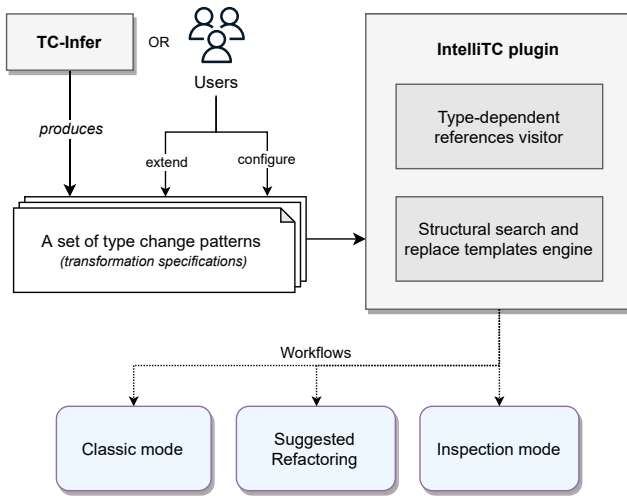 TC-Infer
OR
Users
produces
extend
configure
A set of type change patterns
(transformation specifications)
IntelliTC plugin
Type-dependent
references visitor
Structural search and
replace templates engine
Workflows
Classic mode
Suggested
Refactoring
Inspection mode